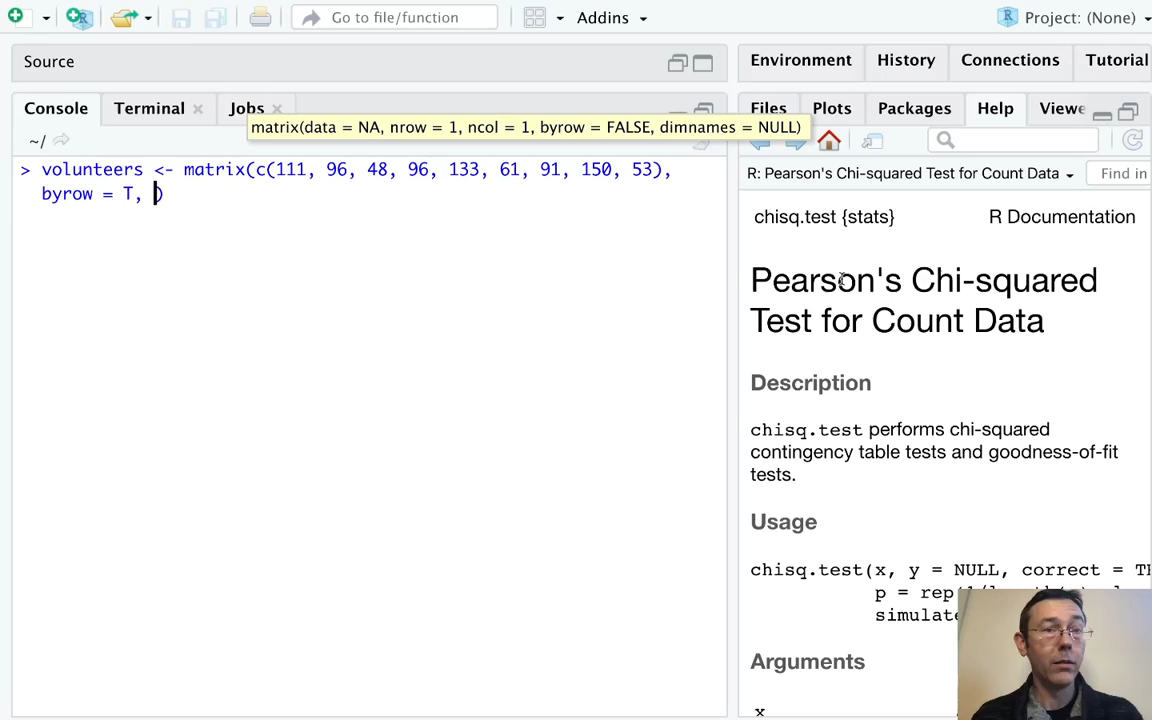 Go to file/function
Addins
Project: (None)
Source
Environment
History
Connections
Tutorial
Console
Terminal
Jobs
Files
Plots
Packages
Help
matrix(data = NA, nrow = 1, ncol = 1, byrow = FALSE, dimnames = NULL)
~/
R: Pearson's Chi-squared Test for Count Data
Find in
> volunteers <- matrix(c(111, 96, 48, 96, 133, 61, 91, 150, 53),
byrow = T, )
chisq.test {stats}
R Documentation
Pearson's Chi-squared
Test for Count Data
Description
chisq.test performs chi-squared
contingency table tests and goodness-of-fit
tests.
Usage
chisq.test(x, y = NULL, correct =
p = rep(
simulate
Arguments
x